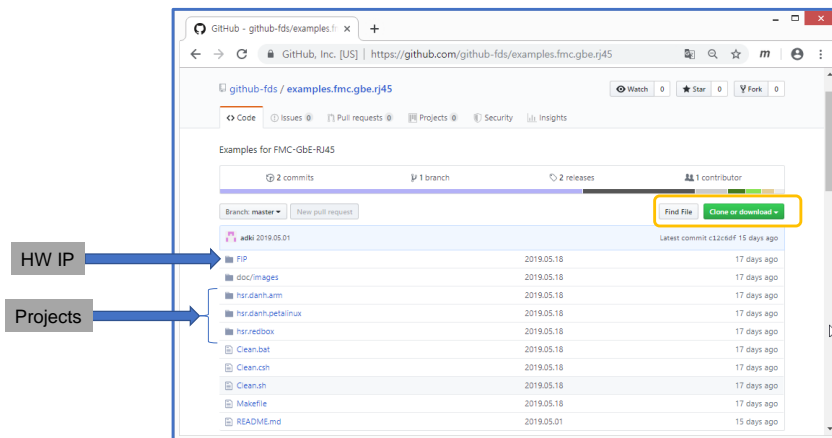 GitHub - github-fds/examples.f
GitHub, Inc. [US] | https://github.com/github-fds/examples.fmc.gbe.rj45
m
github-fds / examples.fmc.gbe.rj45
Watch 0 Star 0 Fork 0
Code Issues 0 Pull requests 0 Projects 0 Security Insights
Examples for FMC-GbE-RJ45
2 commits 1 branch 2 releases 1 contributor
Branch: master New pull request Find File Clone or download
adki 2019.05.01 Latest commit c12c6df 15 days ago
HW IP
FIP 2019.05.18 17 days ago
doc/images 2019.05.18 17 days ago
hsr.danh.arm 2019.05.18 17 days ago
Projects
hsr.danh.petalinux 2019.05.18 17 days ago
hsr.redbox 2019.05.18 17 days ago
Clean.bat 2019.05.18 17 days ago
Clean.csh 2019.05.18 17 days ago
Clean.sh 2019.05.18 17 days ago
Makefile 2019.05.18 17 days ago
README.md 2019.05.01 15 days ago